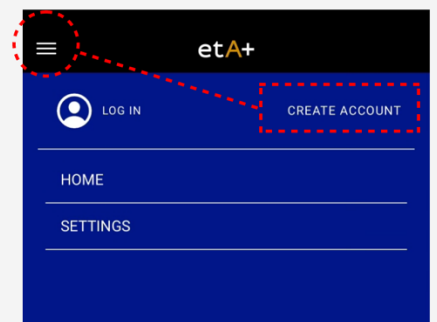 etA+
LOG IN
CREATE ACCOUNT
HOME
SETTINGS